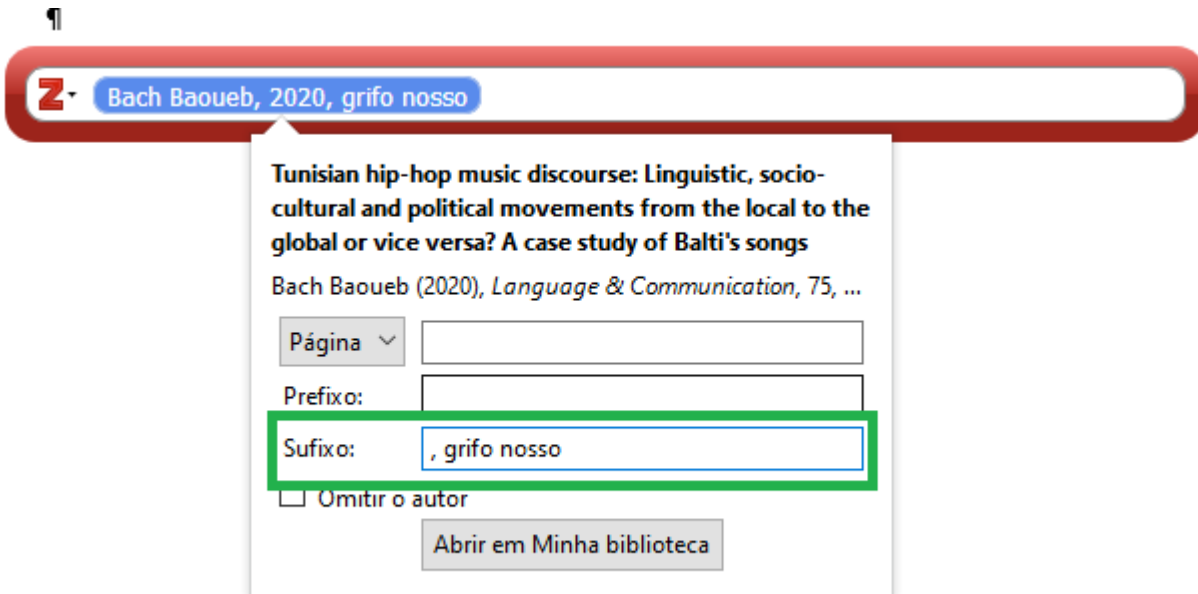 ¶
Z Bach Baoueb, 2020, grifo nosso
Tunisian hip-hop music discourse: Linguistic, socio-
cultural and political movements from the local to the
global or vice versa? A case study of Balti's songs
Bach Baoueb (2020), Language & Communication, 75, ...
Página
Prefixo:
Sufixo: , grifo nosso
Omitir o autor
Abrir em Minha biblioteca